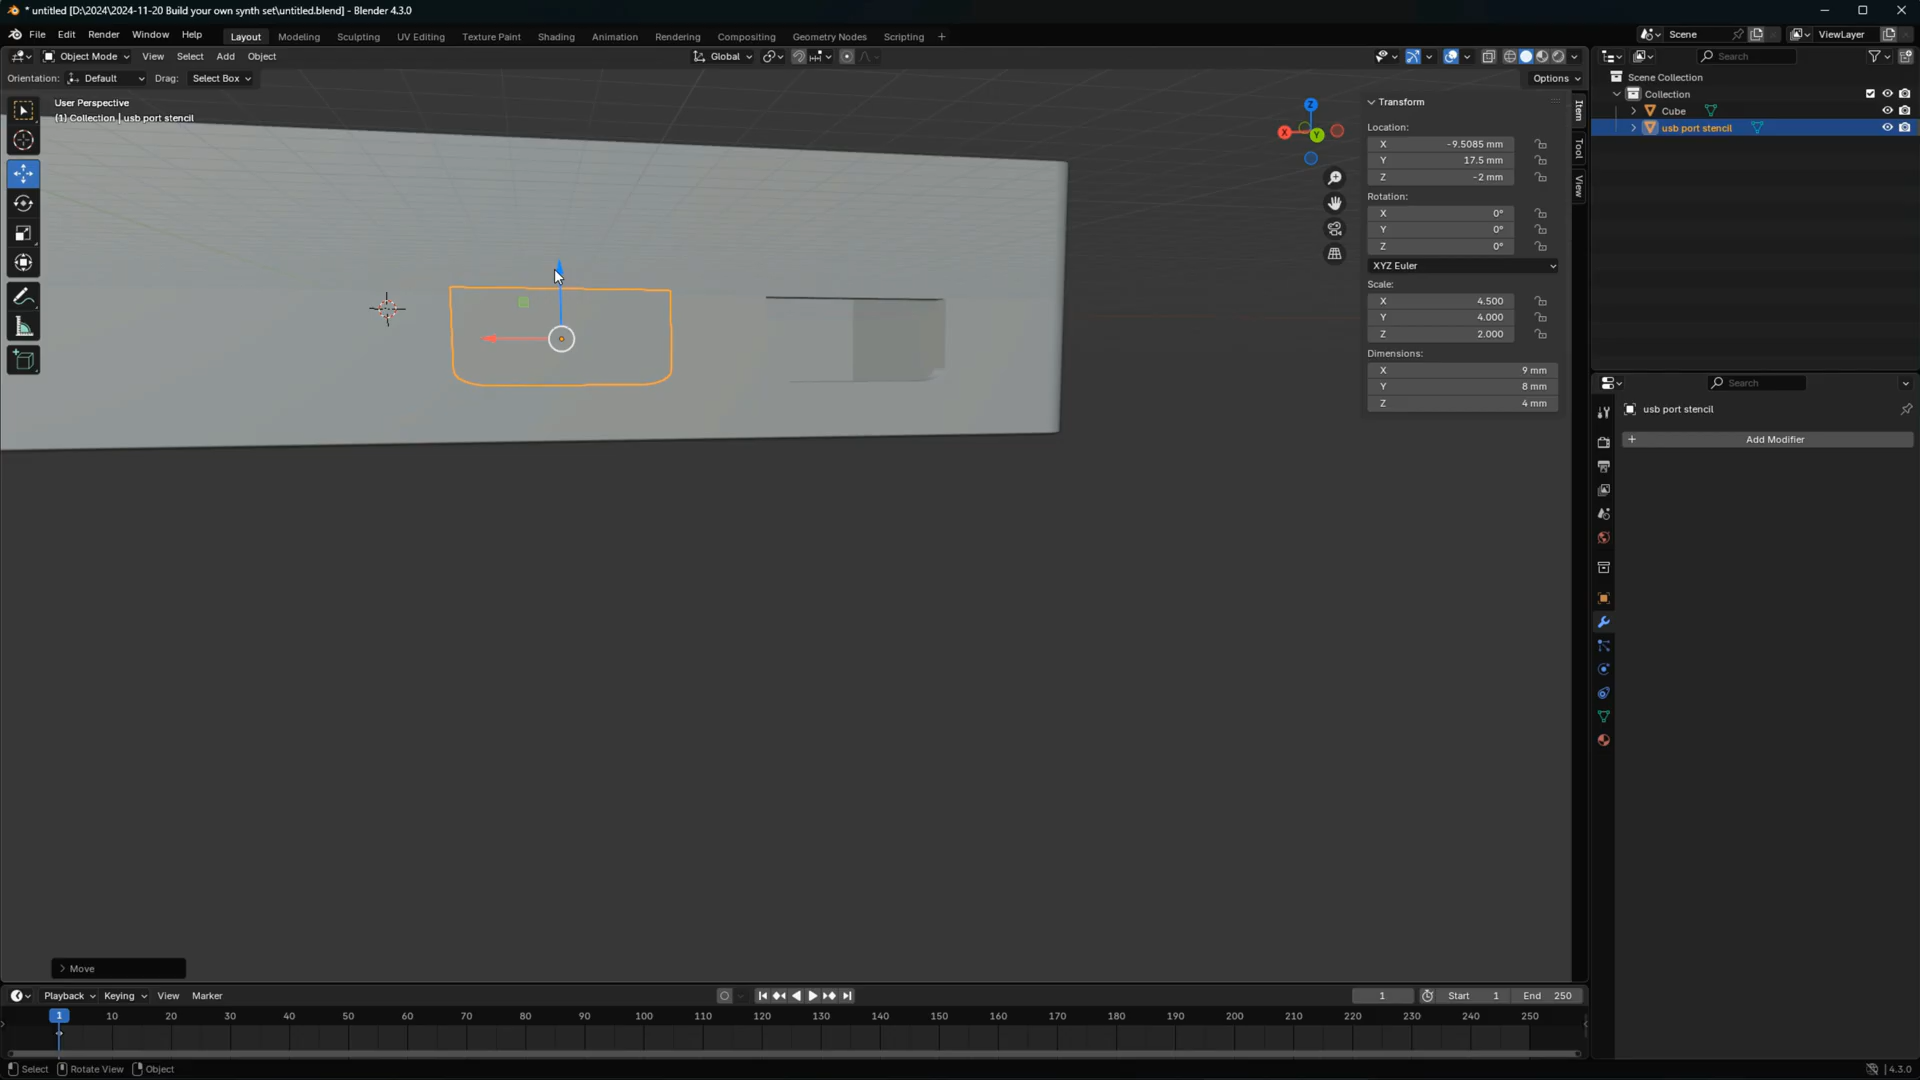 * untitled [D:\2024\2024-11-20 Build your own synth set\untitled.blend] - Blender 4.3.0
File Edit Render Window Help Layout Modeling Sculpting UV Editing Texture Paint Shading Animation Rendering Compositing Geometry Nodes Scripting + Scene ViewLayer
Object Mode View Select Add Object Global Search
Orientation: Default Drag: Select Box Options Scene Collection
Collection
User Perspective
(1) Collection | usb port stencil
Cube
usb port stencil
Transform
Location:
X -9.5085 mm
Y 17.5 mm
Z -2 mm
Rotation:
X 0°
Y 0°
Z 0°
XYZ Euler
Scale:
X 4.500
Y 4.000
Z 2.000
Dimensions:
X 9 mm
Y 8 mm
Z 4 mm
Item
Tool
View
Z
X
Y
Search
usb port stencil
+ Add Modifier
> Move
Playback Keying View Marker 1 Start 1 End 250
1 10 20 30 40 50 60 70 80 90 100 110 120 130 140 150 160 170 180 190 200 210 220 230 240 250
Select Rotate View Object 4.3.0